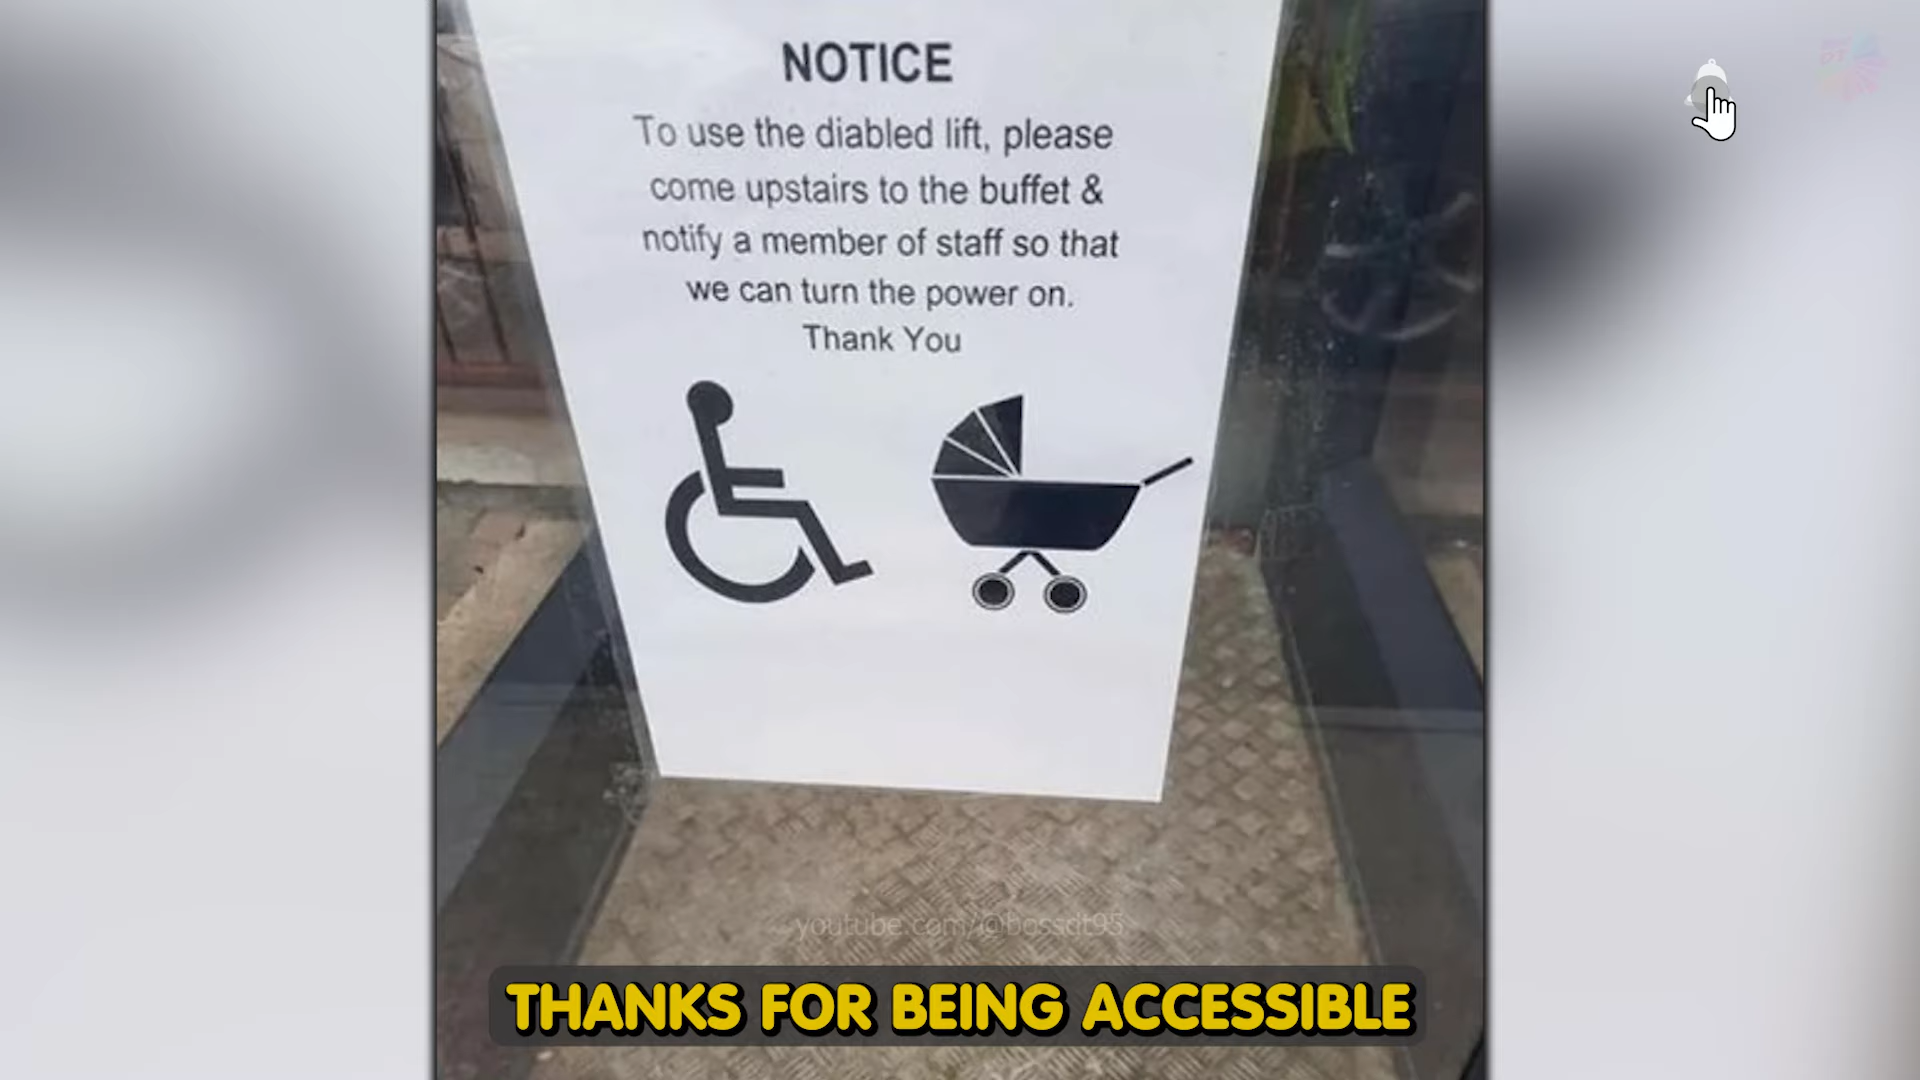 NOTICE
To use the diabled lift, please
come upstairs to the buffet &
notify a member of staff so that
we can turn the power on.
Thank You
youtube.com/@bossdt95
THANKS FOR BEING ACCESSIBLE